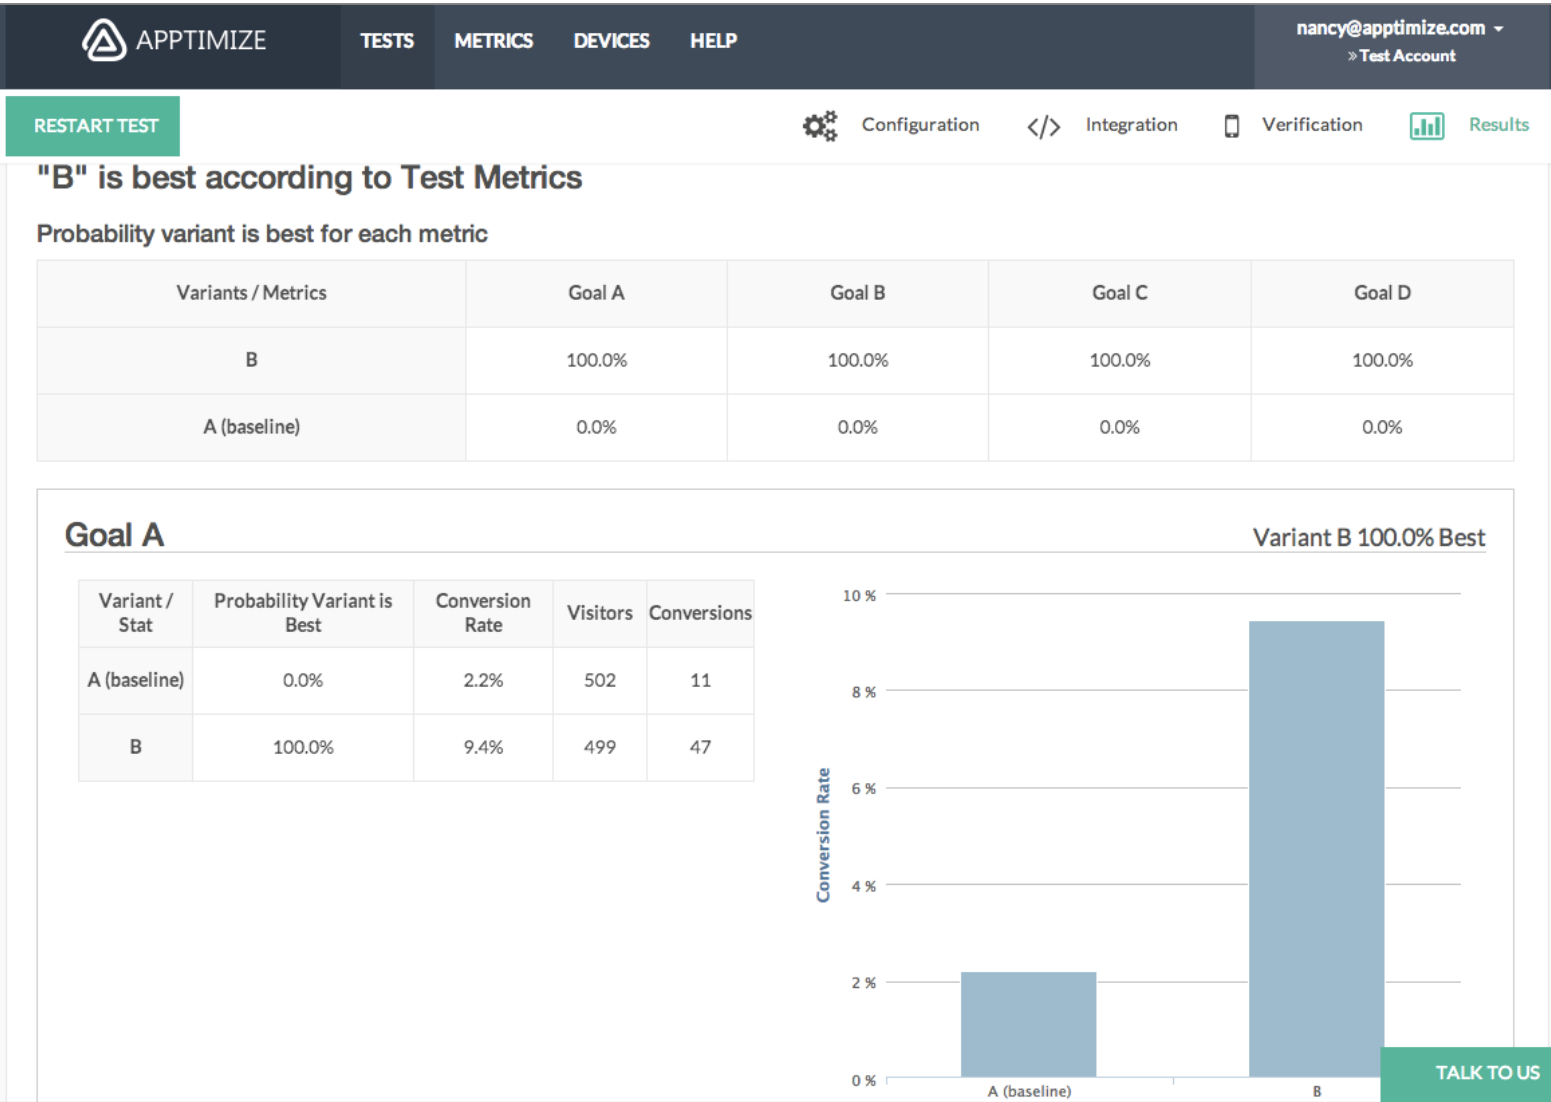 APPTIMIZE TESTS METRICS DEVICES HELP nancy@apptimize.com
» Test Account
RESTART TEST Configuration </> Integration Verification Results
"B" is best according to Test Metrics
Probability variant is best for each metric
Variants / Metrics Goal A Goal B Goal C Goal D
B 100.0% 100.0% 100.0% 100.0%
A (baseline) 0.0% 0.0% 0.0% 0.0%
Goal A Variant B 100.0% Best
Variant / Stat Probability Variant is Best Conversion Rate Visitors Conversions
A (baseline) 0.0% 2.2% 502 11
B 100.0% 9.4% 499 47
10 %
8 %
6 %
4 %
2 %
0 %
Conversion Rate
A (baseline) B
TALK TO US